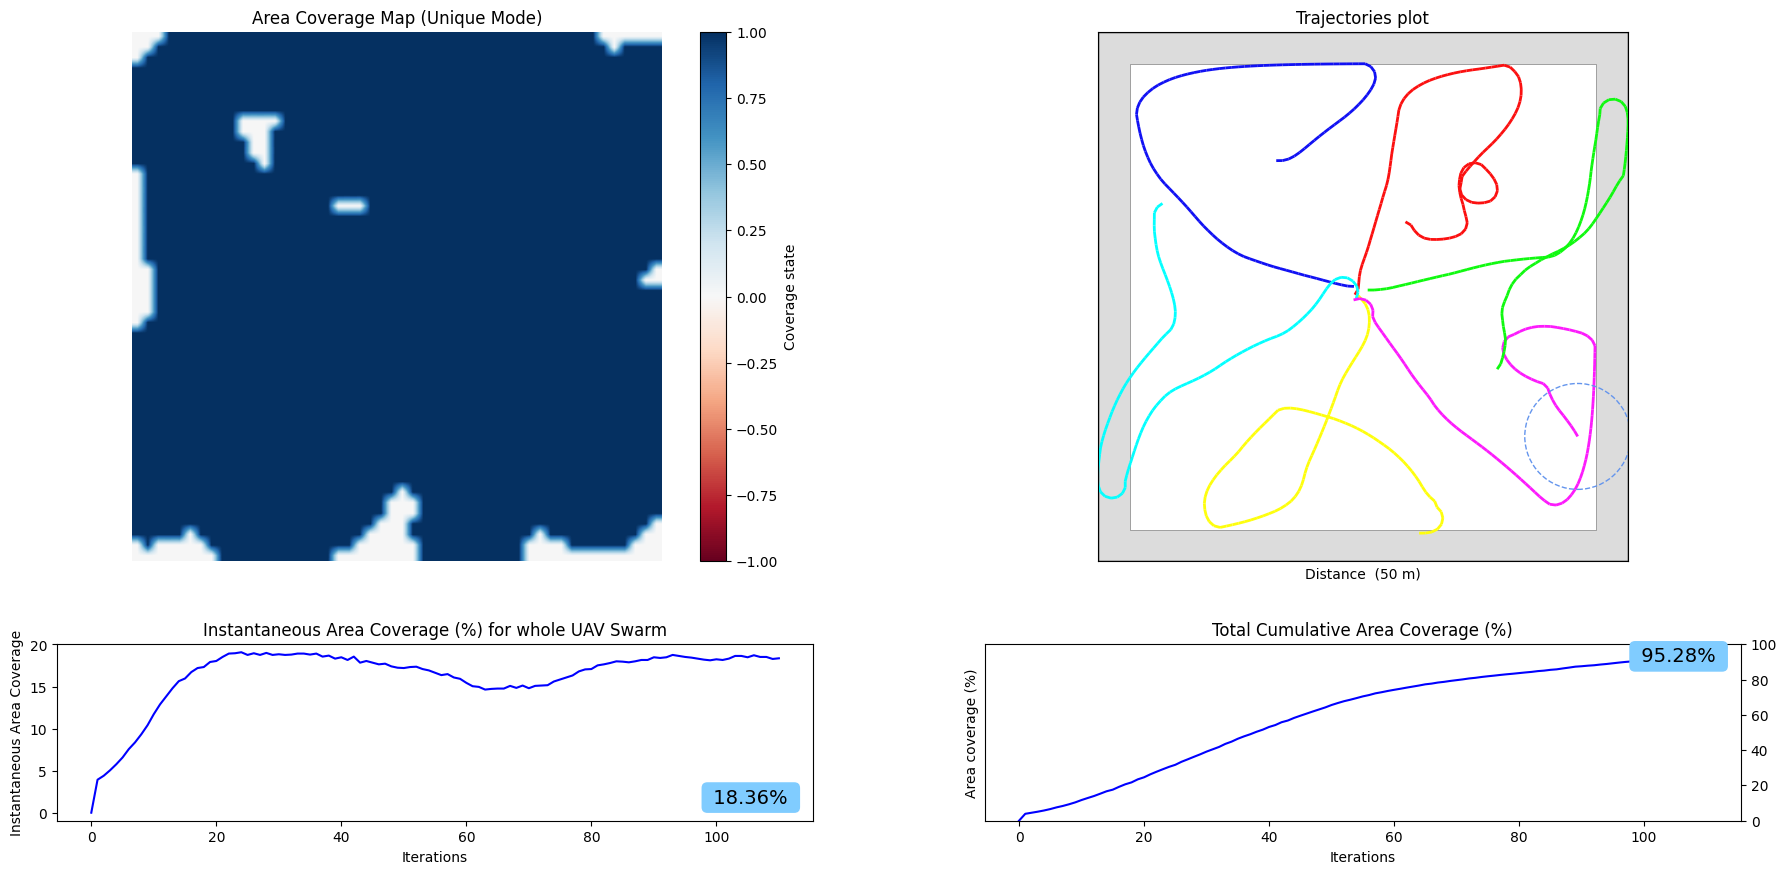 Area Coverage Map (Unique Mode)
1.00
0.75
0.50
0.25
0.00
−0.25
−0.50
−0.75
−1.00
Coverage state
Trajectories plot
Distance  (50 m)
Instantaneous Area Coverage (%) for whole UAV Swarm
Instantaneous Area Coverage
20
15
10
5
0
18.36%
0 20 40 60 80 100
Iterations
Total Cumulative Area Coverage (%)
Area coverage (%)
95.28%
100
80
60
40
20
0
0 20 40 60 80 100
Iterations